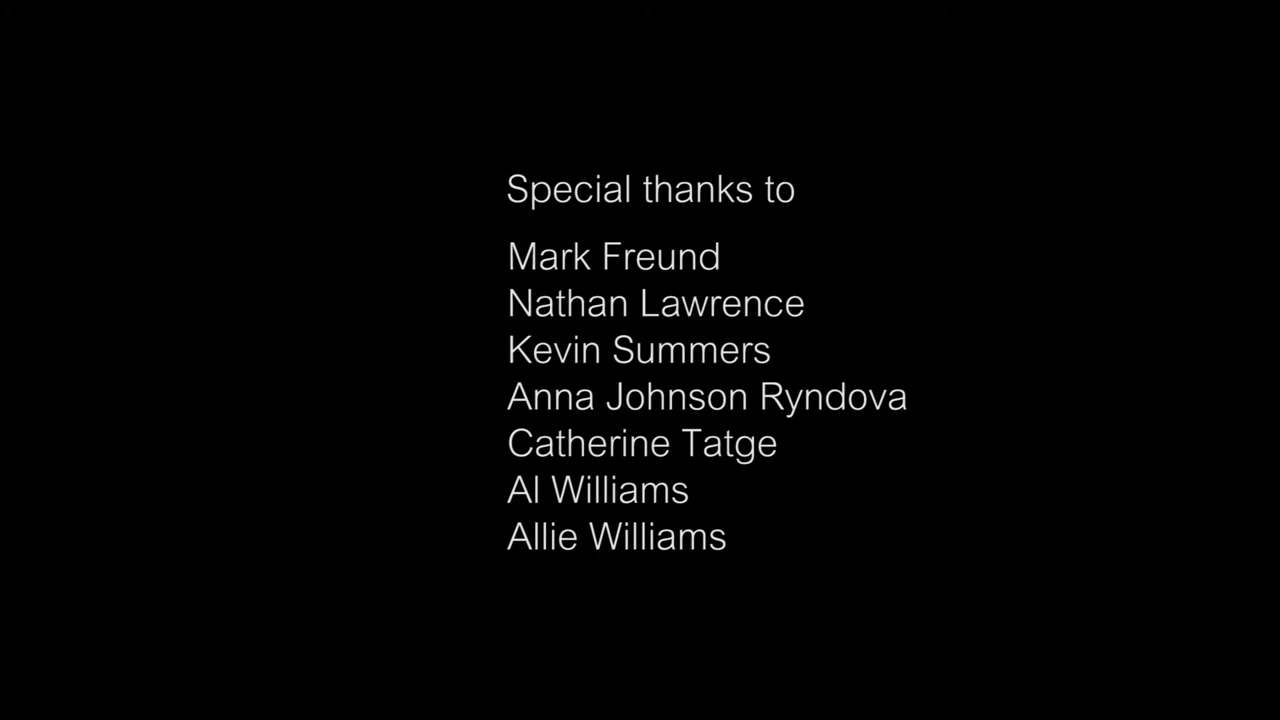 Special thanks to
Mark Freund
Nathan Lawrence
Kevin Summers
Anna Johnson Ryndova
Catherine Tatge
Al Williams
Allie Williams